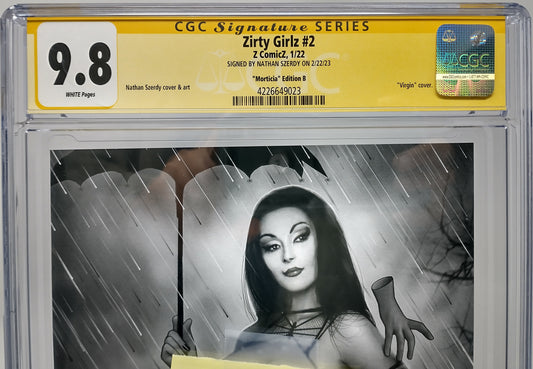 CGC Signature SERIES
9.8
WHITE Pages
Zirty Girlz #2
Z ComicZ, 1/22
SIGNED BY NATHAN SZERDY ON 2/22/23
"Morticia" Edition B
Nathan Szerdy cover & art
"Virgin" cover.
4226649023
CGC